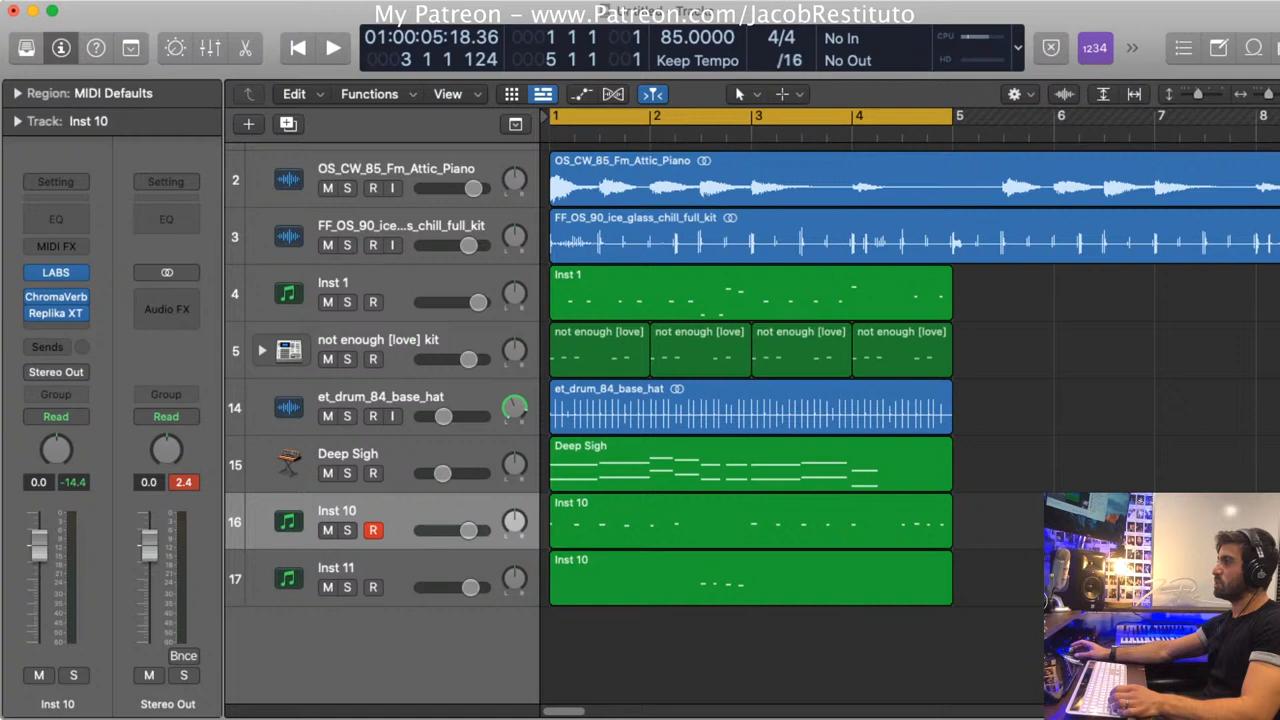 My Patreon - www.Patreon.com/JacobRestituto
01:00:05:18.36
3 1 1 124
1 1 1 001
5 1 1 001
85.0000
Keep Tempo
4/4
/16
No In
No Out
CPU
HD
1234
Region: MIDI Defaults
Track: Inst 10
Edit
Functions
View
1 2 3 4 5 6 7 8
Setting
Setting
EQ
EQ
MIDI FX
LABS
ChromaVerb
Replika XT
Audio FX
Sends
Stereo Out
Group
Group
Read
Read
0.0 -14.4
0.0 2.4
Bnce
M S
M S
Inst 10
Stereo Out
2
OS_CW_85_Fm_Attic_Piano
M S R I
OS_CW_85_Fm_Attic_Piano
3
FF_OS_90_ice...s_chill_full_kit
M S R I
FF_OS_90_ice_glass_chill_full_kit
4
Inst 1
M S R
Inst 1
5
not enough [love] kit
M S R
not enough [love]
not enough [love]
not enough [love]
not enough [love]
14
et_drum_84_base_hat
M S R I
et_drum_84_base_hat
15
Deep Sigh
M S R
Deep Sigh
16
Inst 10
M S R
Inst 10
17
Inst 11
M S R
Inst 10